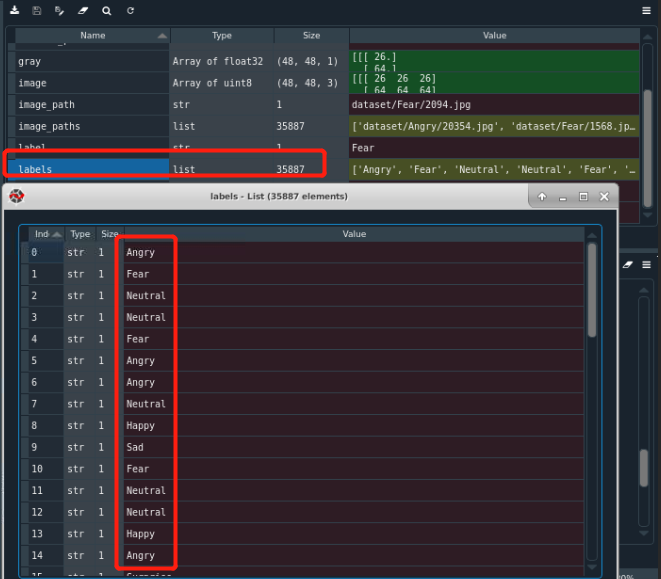 Name Type Size Value
gray Array of float32 (48, 48, 1) [[[ 26.]
[ 64.]
image Array of uint8 (48, 48, 3) [[[ 26 26 26]
[ 64 64 64]
image_path str 1 dataset/Fear/2094.jpg
image_paths list 35887 ['dataset/Angry/20354.jpg', 'dataset/Fear/1568.jp…
label str 1 Fear
labels list 35887 ['Angry', 'Fear', 'Neutral', 'Neutral', 'Fear', '…
labels - List (35887 elements)
Ind Type Size Value
0 str 1 Angry
1 str 1 Fear
2 str 1 Neutral
3 str 1 Neutral
4 str 1 Fear
5 str 1 Angry
6 str 1 Angry
7 str 1 Neutral
8 str 1 Happy
9 str 1 Sad
10 str 1 Fear
11 str 1 Neutral
12 str 1 Neutral
13 str 1 Happy
14 str 1 Angry
15 str 1 Surprise